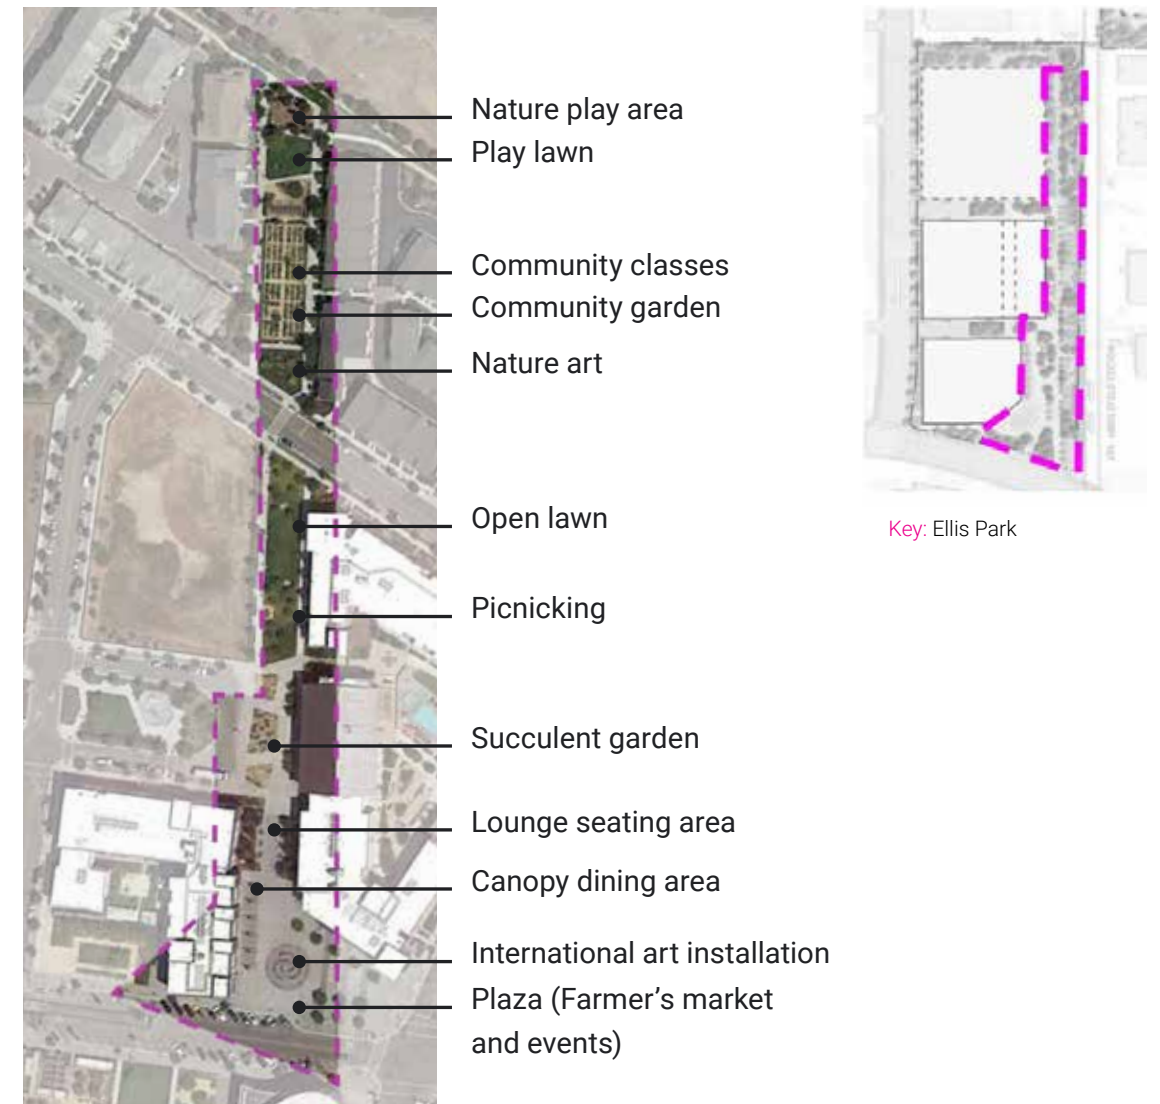 Nature play area
Play lawn
Community classes
Community garden
Nature art
Open lawn
Picnicking
Succulent garden
Lounge seating area
Canopy dining area
International art installation
Plaza (Farmer’s market
and events)
Key: Ellis Park